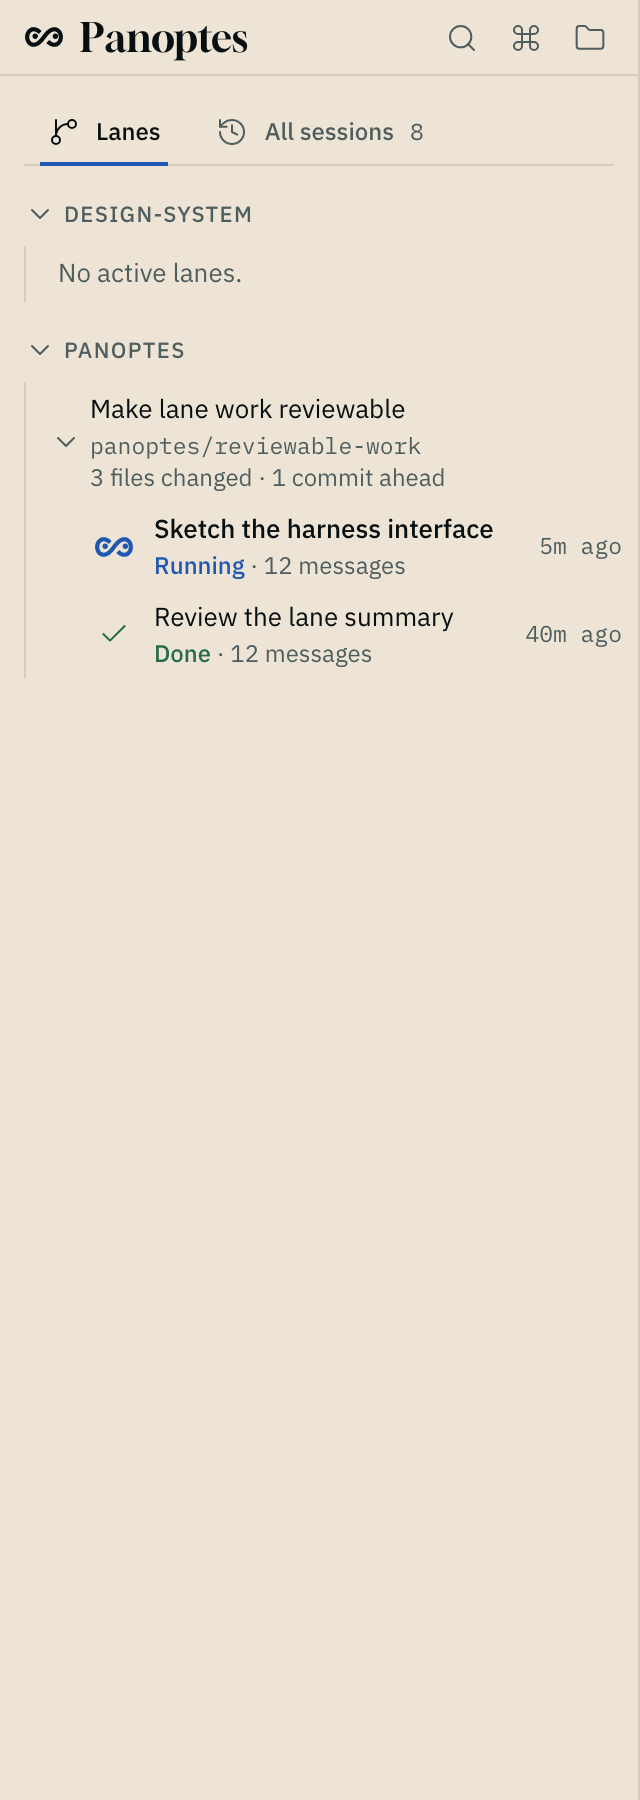 Panoptes
Lanes
All sessions 8
DESIGN-SYSTEM
No active lanes.
PANOPTES
Make lane work reviewable
panoptes/reviewable-work
3 files changed · 1 commit ahead
Sketch the harness interface
5m ago
Running · 12 messages
Review the lane summary
40m ago
Done · 12 messages